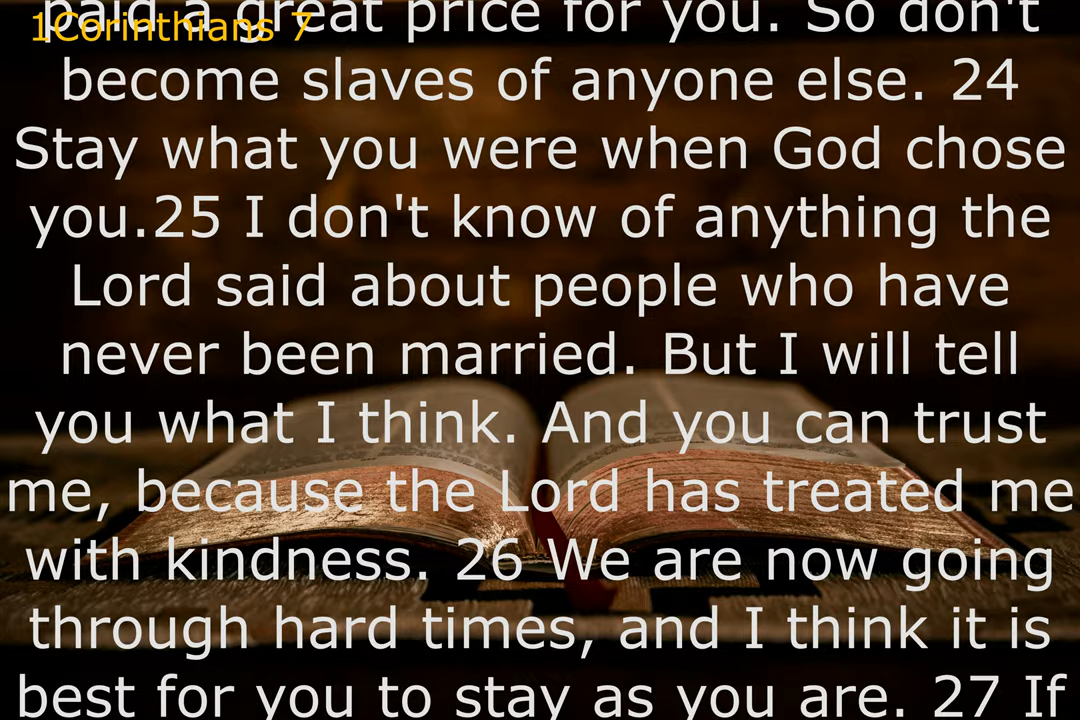 1Corinthians 7
paid a great price for you. So don't
become slaves of anyone else. 24
Stay what you were when God chose
you.25 I don't know of anything the
Lord said about people who have
never been married. But I will tell
you what I think. And you can trust
me, because the Lord has treated me
with kindness. 26 We are now going
through hard times, and I think it is
best for you to stay as you are. 27 If